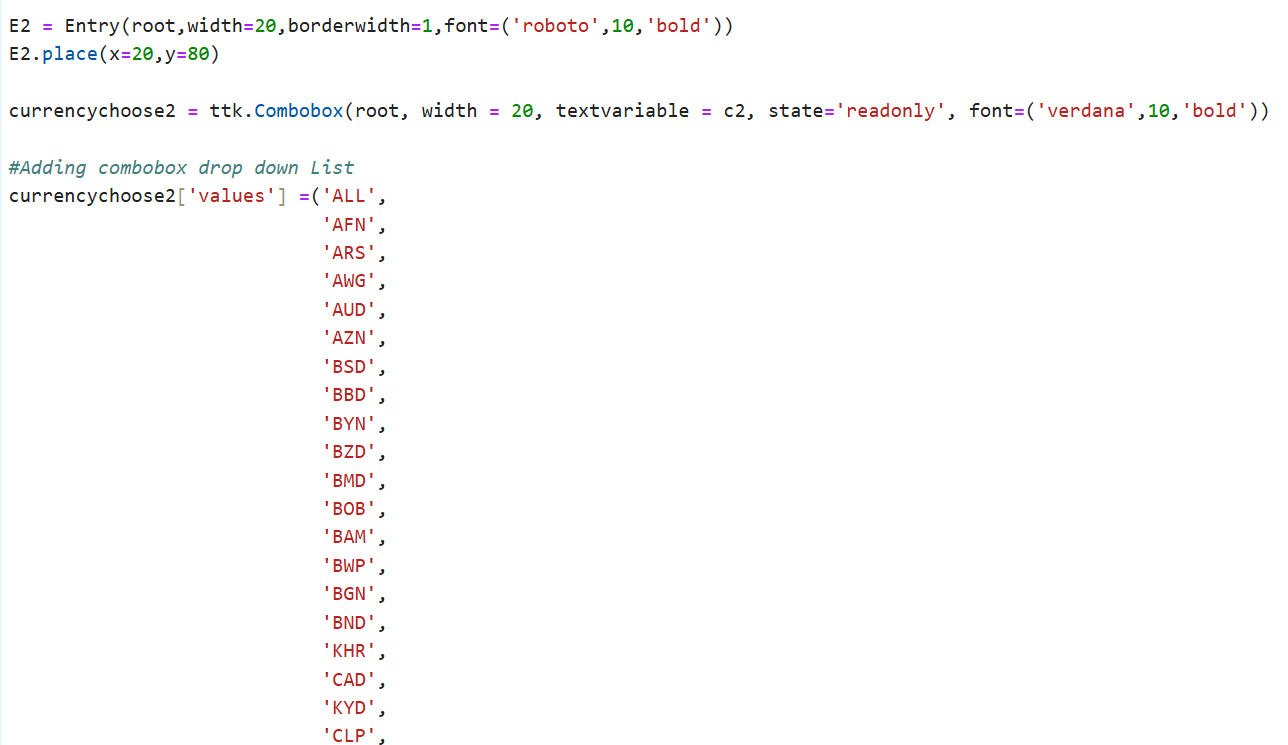 E2 = Entry(root,width=20,borderwidth=1,font=('roboto',10,'bold'))
E2.place(x=20,y=80)
currencychoose2 = ttk.Combobox(root, width = 20, textvariable = c2, state='readonly', font=('verdana',10,'bold'))
#Adding combobox drop down List
currencychoose2['values'] =('ALL',
'AFN',
'ARS',
'AWG',
'AUD',
'AZN',
'BSD',
'BBD',
'BYN',
'BZD',
'BMD',
'BOB',
'BAM',
'BWP',
'BGN',
'BND',
'KHR',
'CAD',
'KYD',
'CLP',